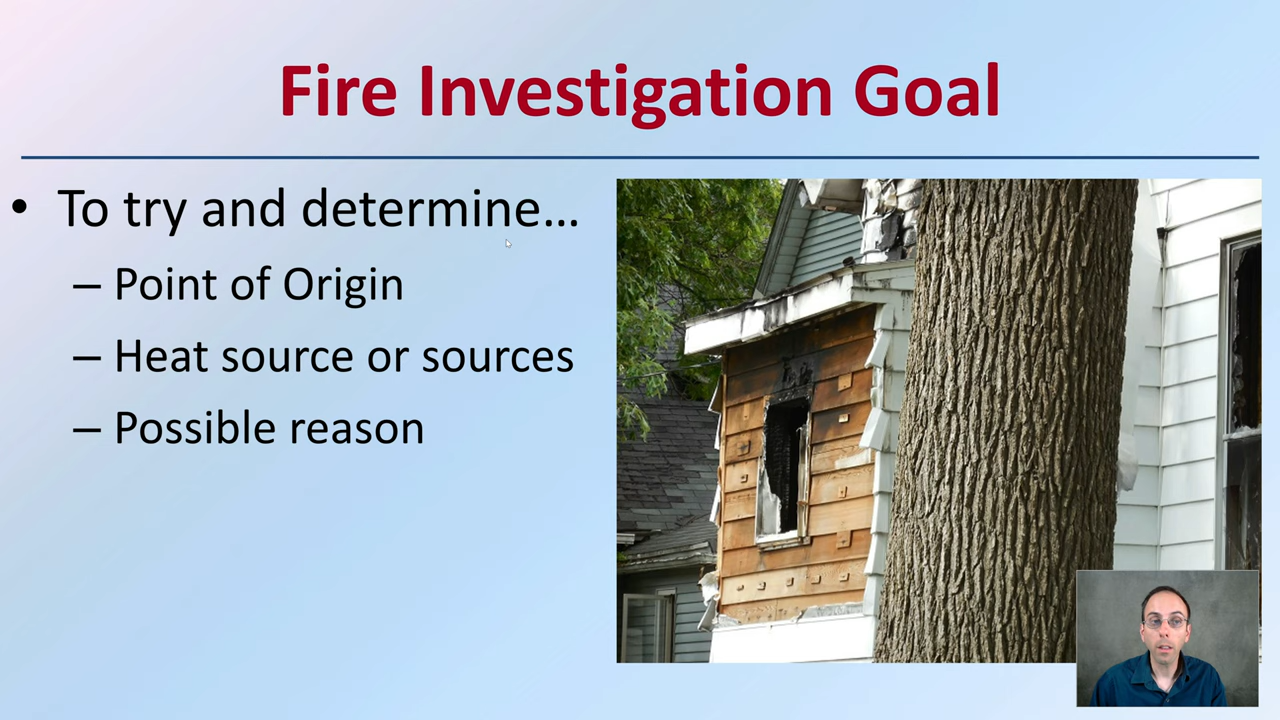 Fire Investigation Goal
• To try and determine…
– Point of Origin
– Heat source or sources
– Possible reason